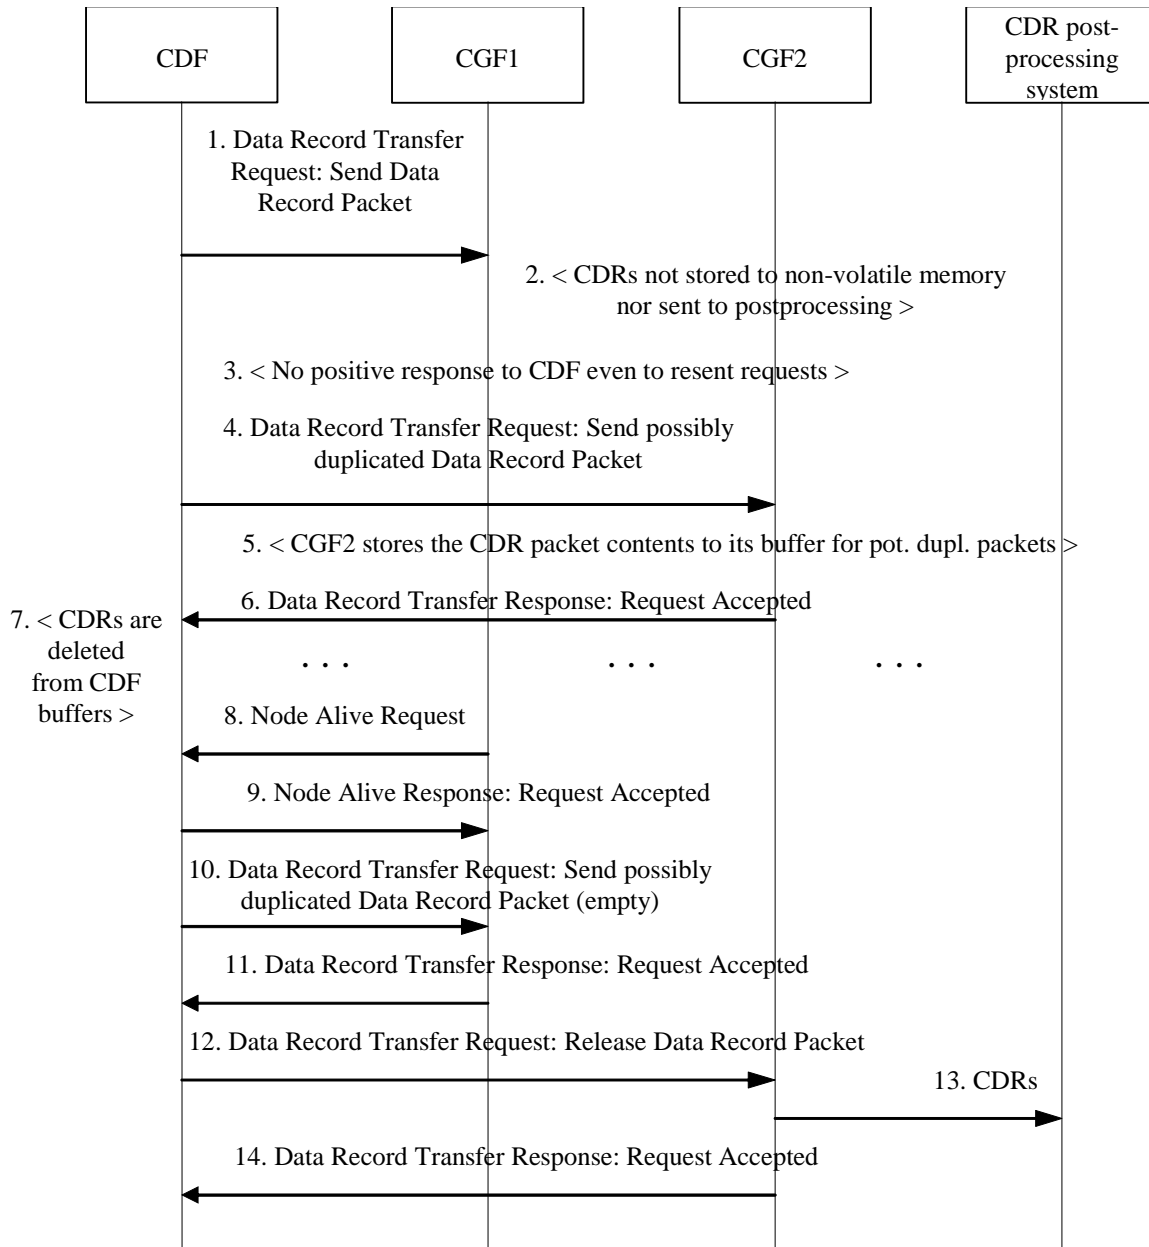 CDF
CGF1
CGF2
CDR post-
processing
system
1. Data Record Transfer
Request: Send Data
Record Packet
2. < CDRs not stored to non-volatile memory
nor sent to postprocessing >
3. < No positive response to CDF even to resent requests >
4. Data Record Transfer Request: Send possibly
duplicated Data Record Packet
5. < CGF2 stores the CDR packet contents to its buffer for pot. dupl. packets >
6. Data Record Transfer Response: Request Accepted
7. < CDRs are
deleted
from CDF
buffers >
. . .
. . .
. . .
8. Node Alive Request
9. Node Alive Response: Request Accepted
10. Data Record Transfer Request: Send possibly
duplicated Data Record Packet (empty)
11. Data Record Transfer Response: Request Accepted
12. Data Record Transfer Request: Release Data Record Packet
13. CDRs
14. Data Record Transfer Response: Request Accepted